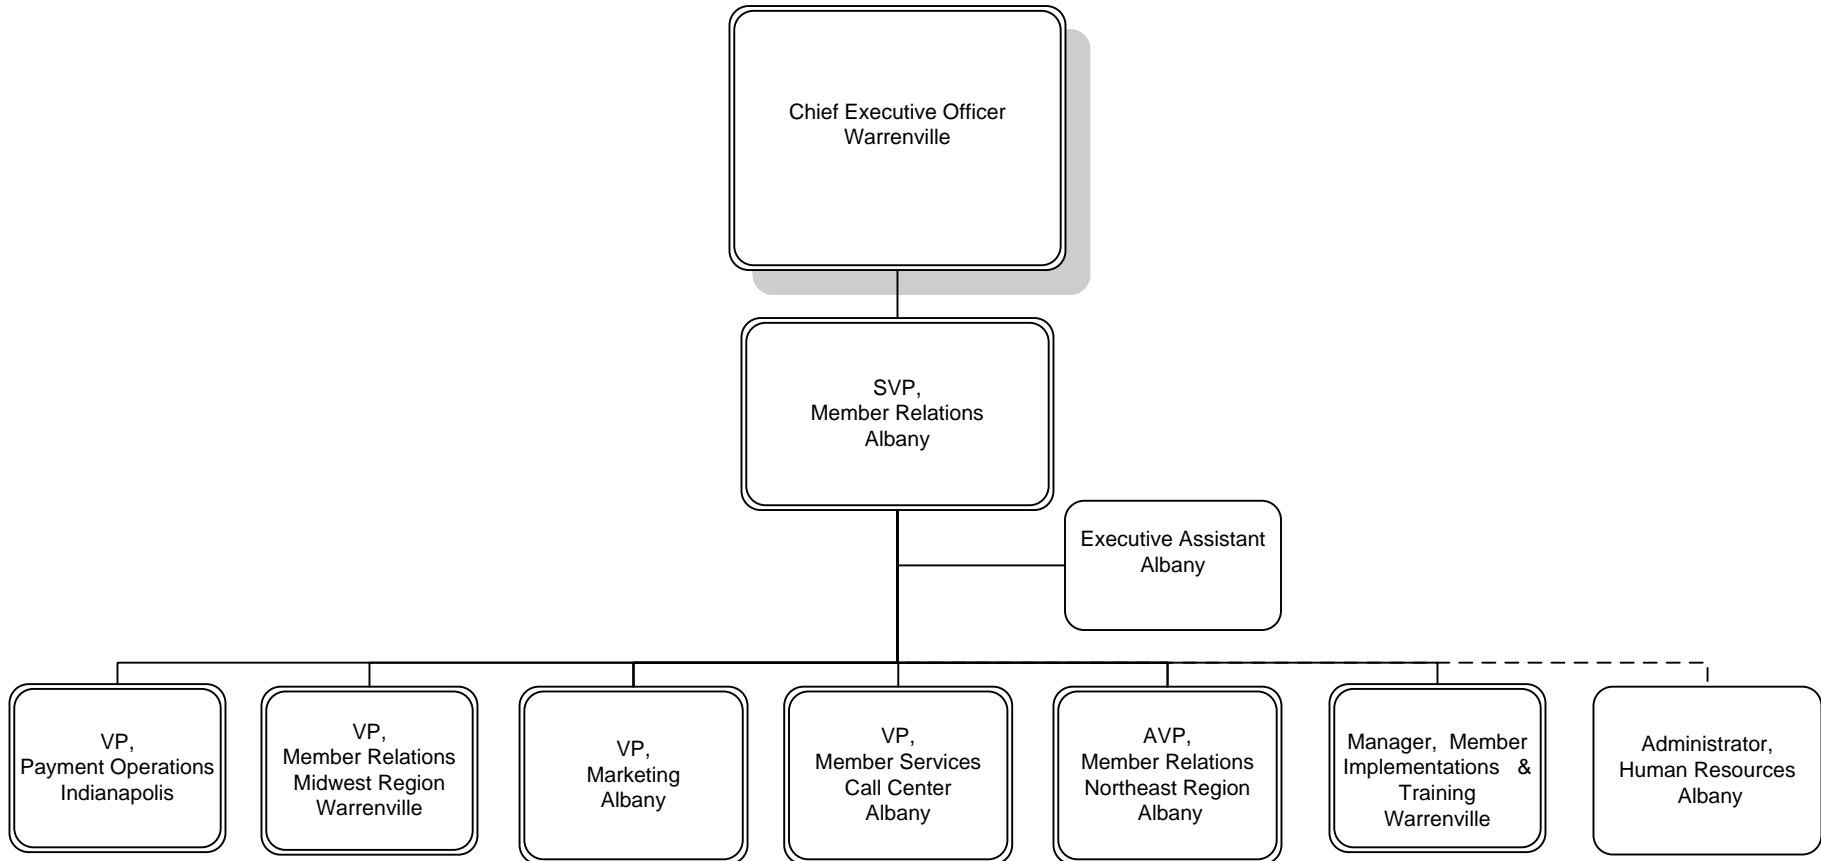 Chief Executive Officer
Warrenville
SVP,
Member Relations
Albany
Executive Assistant
Albany
VP,
Payment Operations
Indianapolis
VP,
Member Relations
Midwest Region
Warrenville
VP,
Marketing
Albany
VP,
Member Services
Call Center
Albany
AVP,
Member Relations
Northeast Region
Albany
Manager, Member
Implementations &
Training
Warrenville
Administrator,
Human Resources
Albany